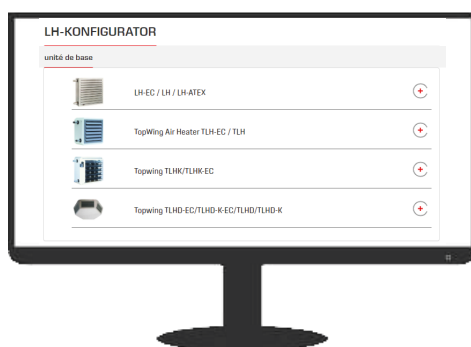 LH-KONFIGURATOR
unité de base
LH-EC / LH / LH-ATEX
TopWing Air Heater TLH-EC / TLH
Topwing TLHK/TLHK-EC
Topwing TLHD-EC/TLHD-K-EC/TLHD/TLHD-K